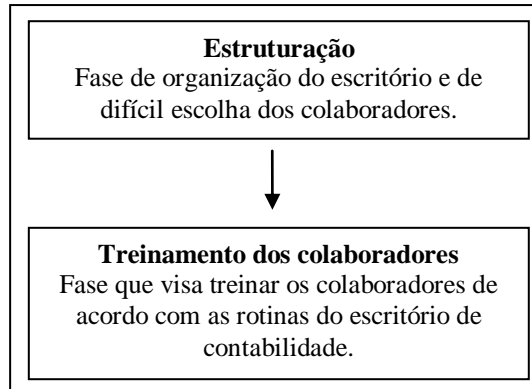 Estruturação
Fase de organização do escritório e de
difícil escolha dos colaboradores.
Treinamento dos colaboradores
Fase que visa treinar os colaboradores de
acordo com as rotinas do escritório de
contabilidade.